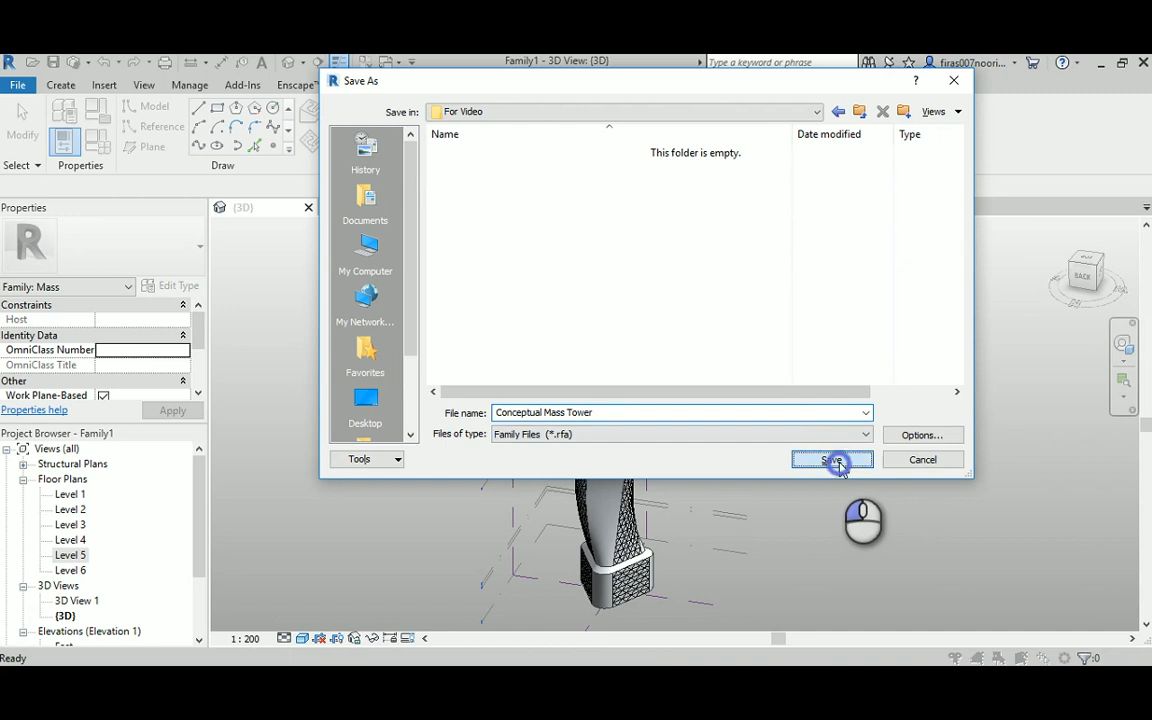 Family1 - 3D View: {3D}
Type a keyword or phrase
firas007noori...
File
Create
Insert
View
Manage
Add-Ins
Enscape
Modify
Model
Reference
Plane
Select
Properties
Draw
Save As
Save in:
For Video
Views
Name
Date modified
Type
This folder is empty.
History
Documents
My Computer
My Network...
Favorites
Desktop
File name:
Conceptual Mass Tower
Files of type:
Family Files (*.rfa)
Options...
Tools
Save
Cancel
Properties
{3D}
Family: Mass
Edit Type
Constraints
Host
Identity Data
OmniClass Number
OmniClass Title
Other
Work Plane-Based
Properties help
Apply
Project Browser - Family1
Views (all)
Structural Plans
Floor Plans
Level 1
Level 2
Level 3
Level 4
Level 5
Level 6
3D Views
3D View 1
{3D}
Elevations (Elevation 1)
BACK
1 : 200
Ready
:0